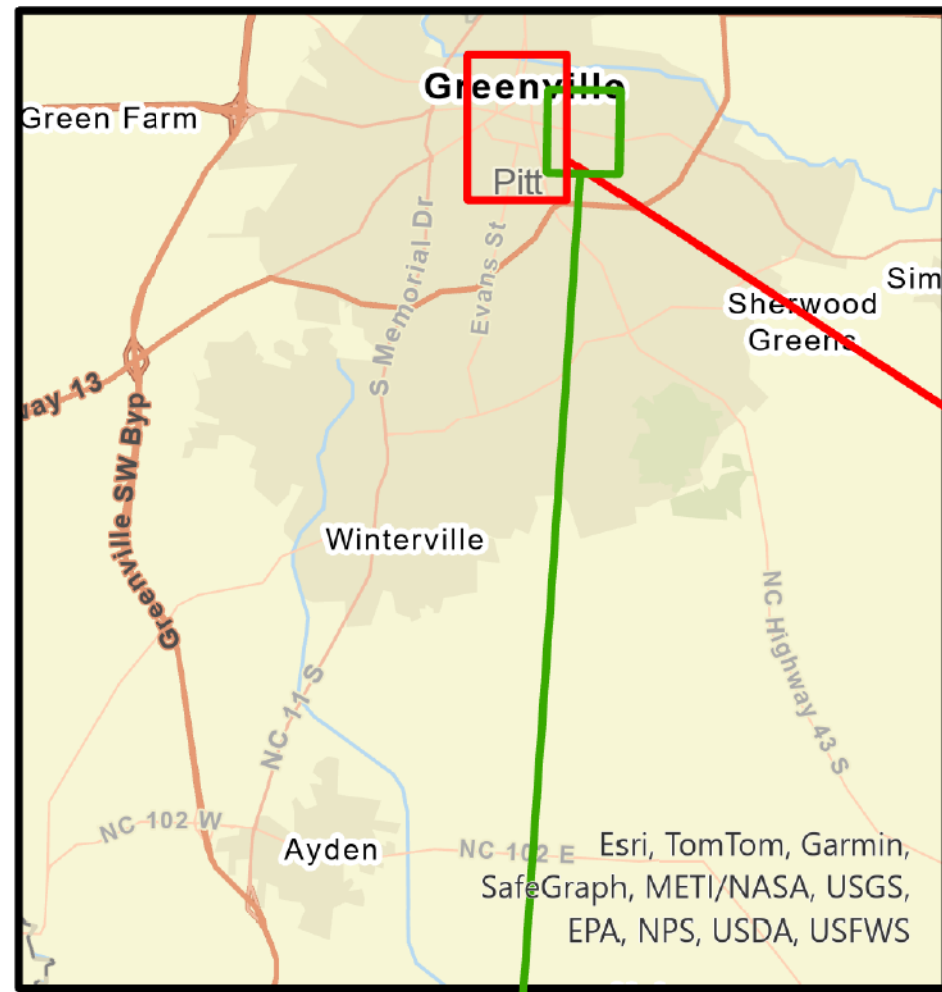 Greenville
Green Farm
Pitt
S Memorial Dr
Evans St
Sim
Sherwood
Greens
way 13
Greenville SW Byp
Winterville
NC Highway 43 S
NC 11 S
NC 102 W
Ayden
NC 102 E
Esri, TomTom, Garmin,
SafeGraph, METI/NASA, USGS,
EPA, NPS, USDA, USFWS